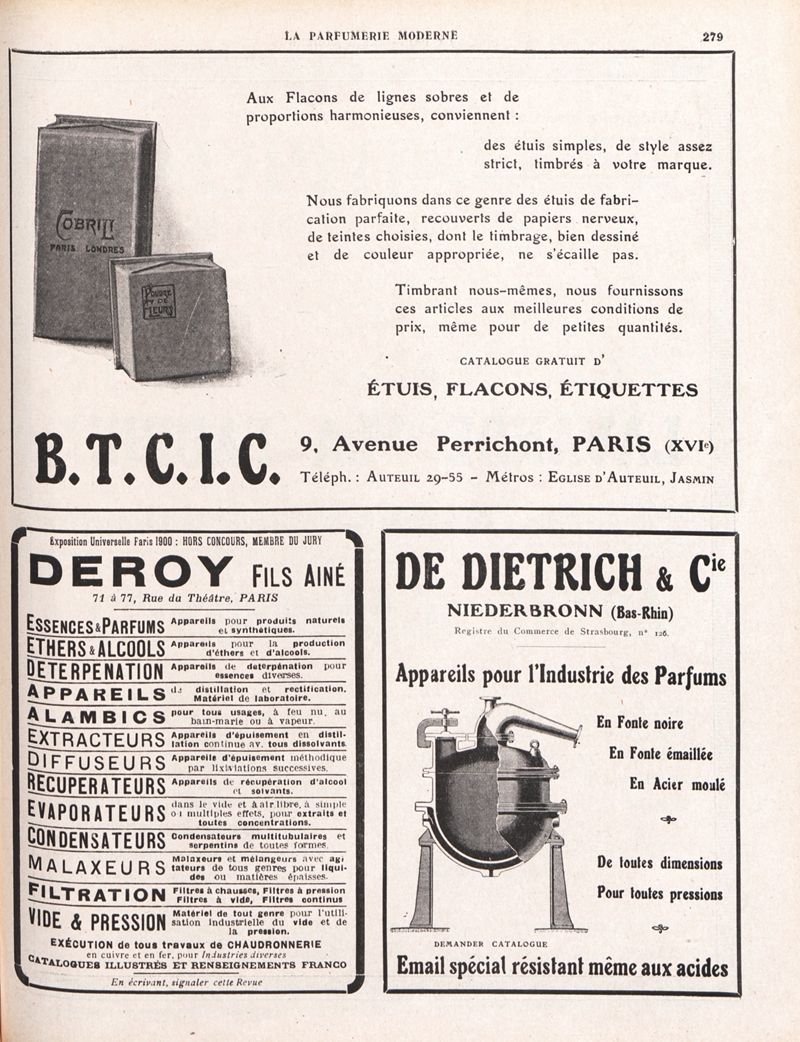 LA PARFUMERIE MODERNE
279
Aux Flacons de lignes sobres et de
proportions harmonieuses, conviennent :
des étuis simples, de style assez
strict, timbrés à votre marque.
Nous fabriquons dans ce genre des étuis de fabri-
cation parfaite, recouverts de papiers nerveux,
de teintes choisies, dont le timbrage, bien dessiné
et de couleur appropriée, ne s'écaille pas.
Timbrant nous-mêmes, nous fournissons
ces articles aux meilleures conditions de
prix, même pour de petites quantités.
CATALOGUE GRATUIT D'
ÉTUIS, FLACONS, ÉTIQUETTES
COBRILI
PARIS LONDRES
POUDRE
DE
FLEURS
B.T.C.I.C.
9, Avenue Perrichont, PARIS (XVIe)
Téléph. : AUTEUIL 29-55 - Métros : EGLISE D'AUTEUIL, JASMIN
Exposition Universelle Paris 1900 : HORS CONCOURS, MEMBRE DU JURY
DEROY FILS AINÉ
71 à 77, Rue du Théâtre, PARIS
ESSENCES & PARFUMS Appareils pour produits naturels
et synthétiques.
ETHERS & ALCOOLS Appareils pour la production
d'éthers et d'alcools.
DETERPENATION Appareils de deterpénation pour
essences diverses.
APPAREILS de distillation et rectification.
Matériel de laboratoire.
ALAMBICS pour tous usages, à feu nu, au
bain-marie ou à vapeur.
EXTRACTEURS Appareils d'épuisement en distil-
lation continue av. tous dissolvants
DIFFUSEURS Appareils d'épuisement méthodique
par lixiviations successives.
RECUPERATEURS Appareils de récupération d'alcool
et solvants.
EVAPORATEURS dans le vide et à air libre, à simple
ou multiples effets, pour extraits et
toutes concentrations.
CONDENSATEURS Condensateurs multitubulaires et
serpentins de toutes formes.
MALAXEURS Malaxeurs et mélangeurs avec agi
tateurs de tous genres pour liqui-
des ou matières épaisses.
FILTRATION Filtres à chausses, Filtres à pression
Filtres à vide, Filtres continus
VIDE & PRESSION Matériel de tout genre pour l'utili-
sation industrielle du vide et de
la pression.
EXÉCUTION de tous travaux de CHAUDRONNERIE
en cuivre et en fer, pour Industries diverses
CATALOGUES ILLUSTRÉS ET RENSEIGNEMENTS FRANCO
En écrivant, signaler cette Revue
DE DIETRICH & Cie
NIEDERBRONN (Bas-Rhin)
Registre du Commerce de Strasbourg, n° 126.
Appareils pour l'Industrie des Parfums
En Fonte noire
En Fonte émaillée
En Acier moulé
De toutes dimensions
Pour toutes pressions
DEMANDER CATALOGUE
Email spécial résistant même aux acides